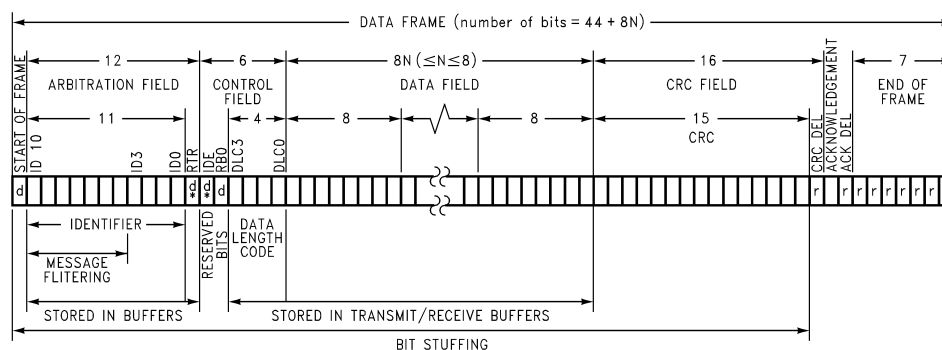 DATA FRAME (number of bits = 44 + 8N)
12
6
8N (≤N≤8)
16
7
ARBITRATION FIELD
CONTROL
FIELD
DATA FIELD
CRC FIELD
END OF
FRAME
11
4
8
8
15
CRC
START OF FRAME
ID 10
ID3
ID0
RTR
IDE
RBO
DLC3
DLC0
CRC DEL
ACKNOWLEDGEMENT
ACK DEL
d
d
*
d
*
d
r
r
r
r
r
r
r
r
r
IDENTIFIER
MESSAGE
FLITERING
RESERVED
BITS
DATA
LENGTH
CODE
STORED IN BUFFERS
STORED IN TRANSMIT/RECEIVE BUFFERS
BIT STUFFING